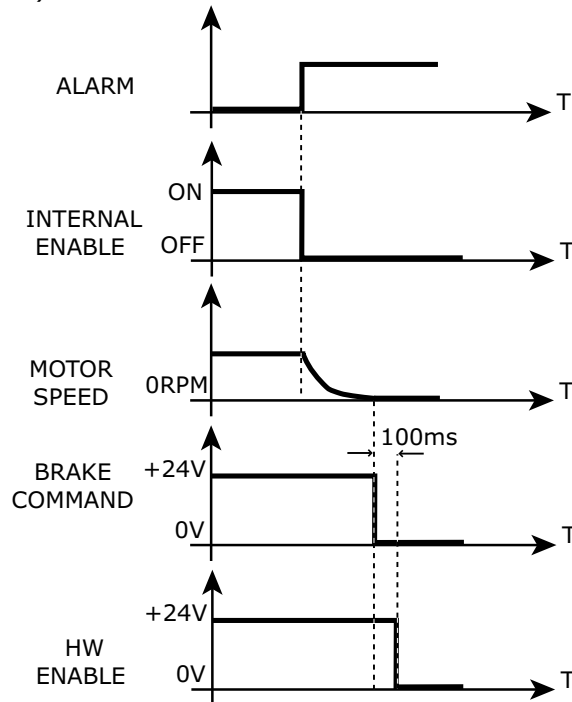 ALARM
T
ON
INTERNAL
ENABLE
OFF
T
MOTOR
SPEED
0RPM
T
100ms
BRAKE
COMMAND
+24V
0V
T
+24V
HW
ENABLE
0V
T